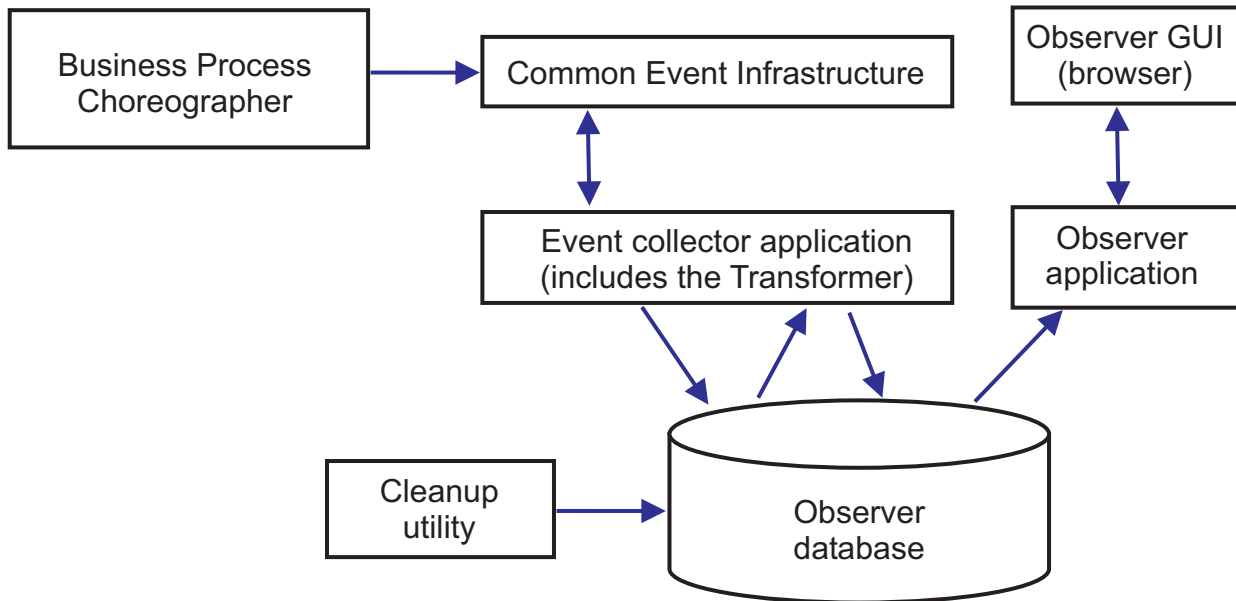 Business Process
Choreographer
Common Event Infrastructure
Observer GUI
(browser)
Event collector application
(includes the Transformer)
Observer
application
Cleanup
utility
Observer
database